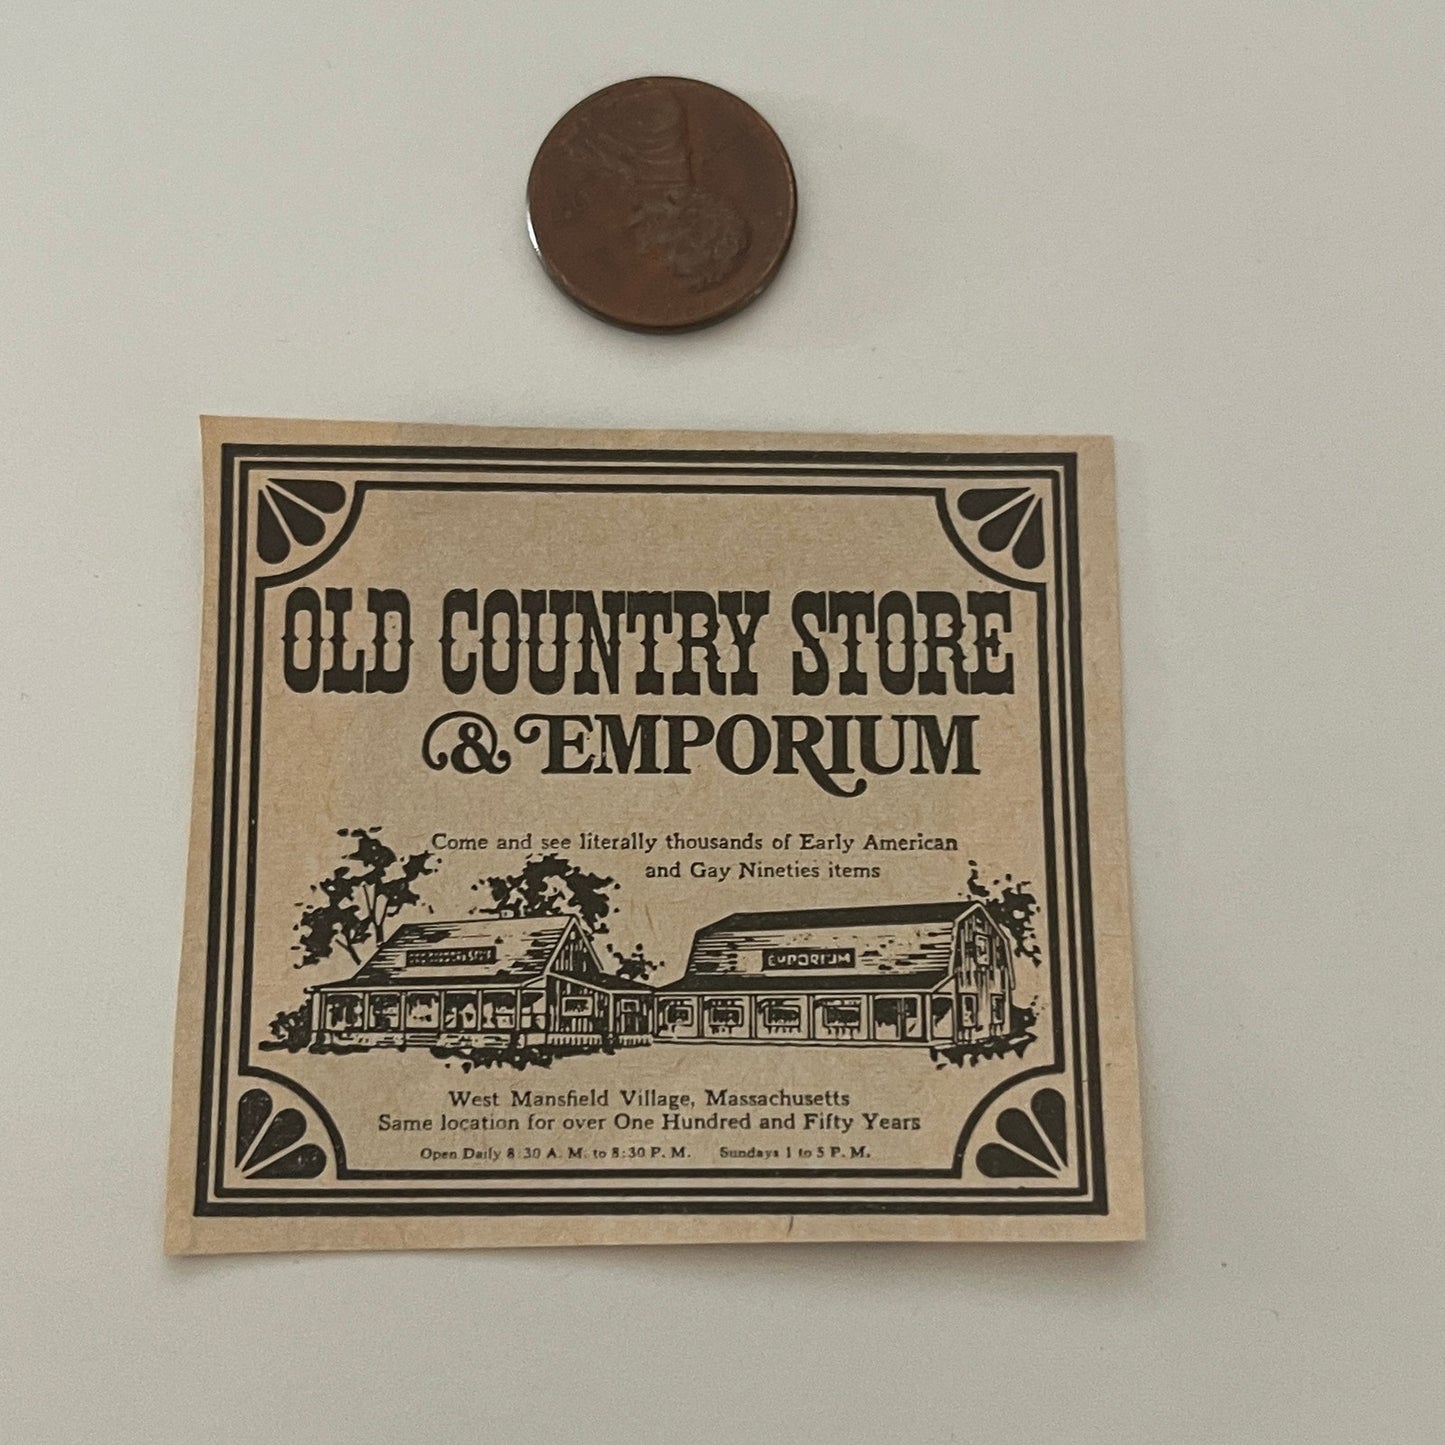 OLD COUNTRY STORE
& EMPORIUM
Come and see literally thousands of Early American
and Gay Nineties items
EMPORIUM
West Mansfield Village, Massachusetts
Same location for over One Hundred and Fifty Years
Open Daily 8:30 A. M. to 8:30 P. M. Sundays 1 to 5 P. M.